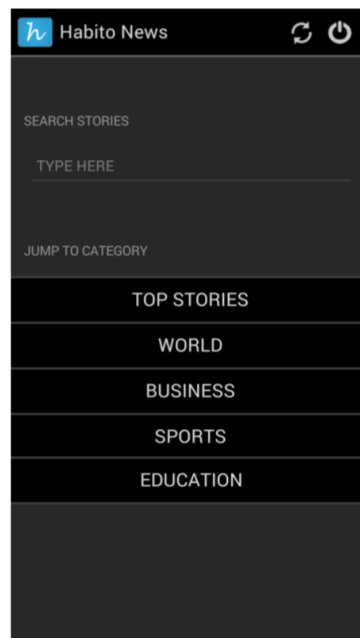 h Habito News
SEARCH STORIES
TYPE HERE
JUMP TO CATEGORY
TOP STORIES
WORLD
BUSINESS
SPORTS
EDUCATION